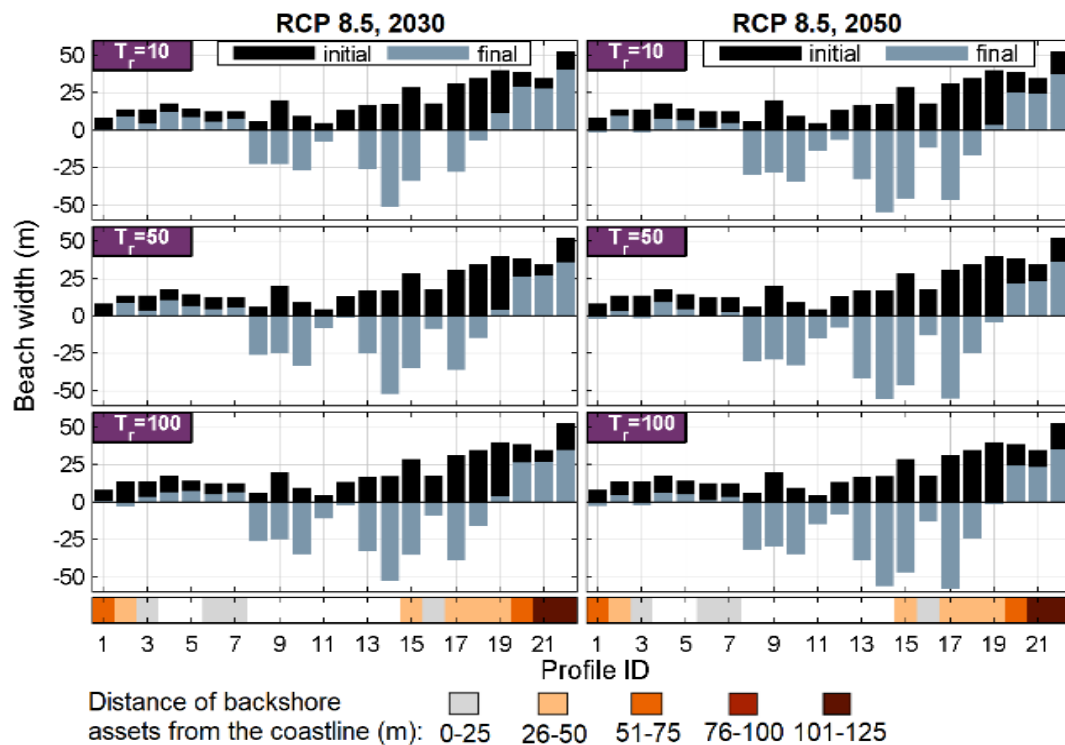 RCP 8.5, 2030
RCP 8.5, 2050
Tr=10
initial
final
Tr=10
initial
final
50
25
0
-25
-50
Tr=50
Tr=50
50
25
0
-25
-50
Tr=100
Tr=100
50
25
0
-25
-50
Beach width (m)
1 3 5 7 9 11 13 15 17 19 21
1 3 5 7 9 11 13 15 17 19 21
Profile ID
Distance of backshore
assets from the coastline (m): 0-25 26-50 51-75 76-100 101-125